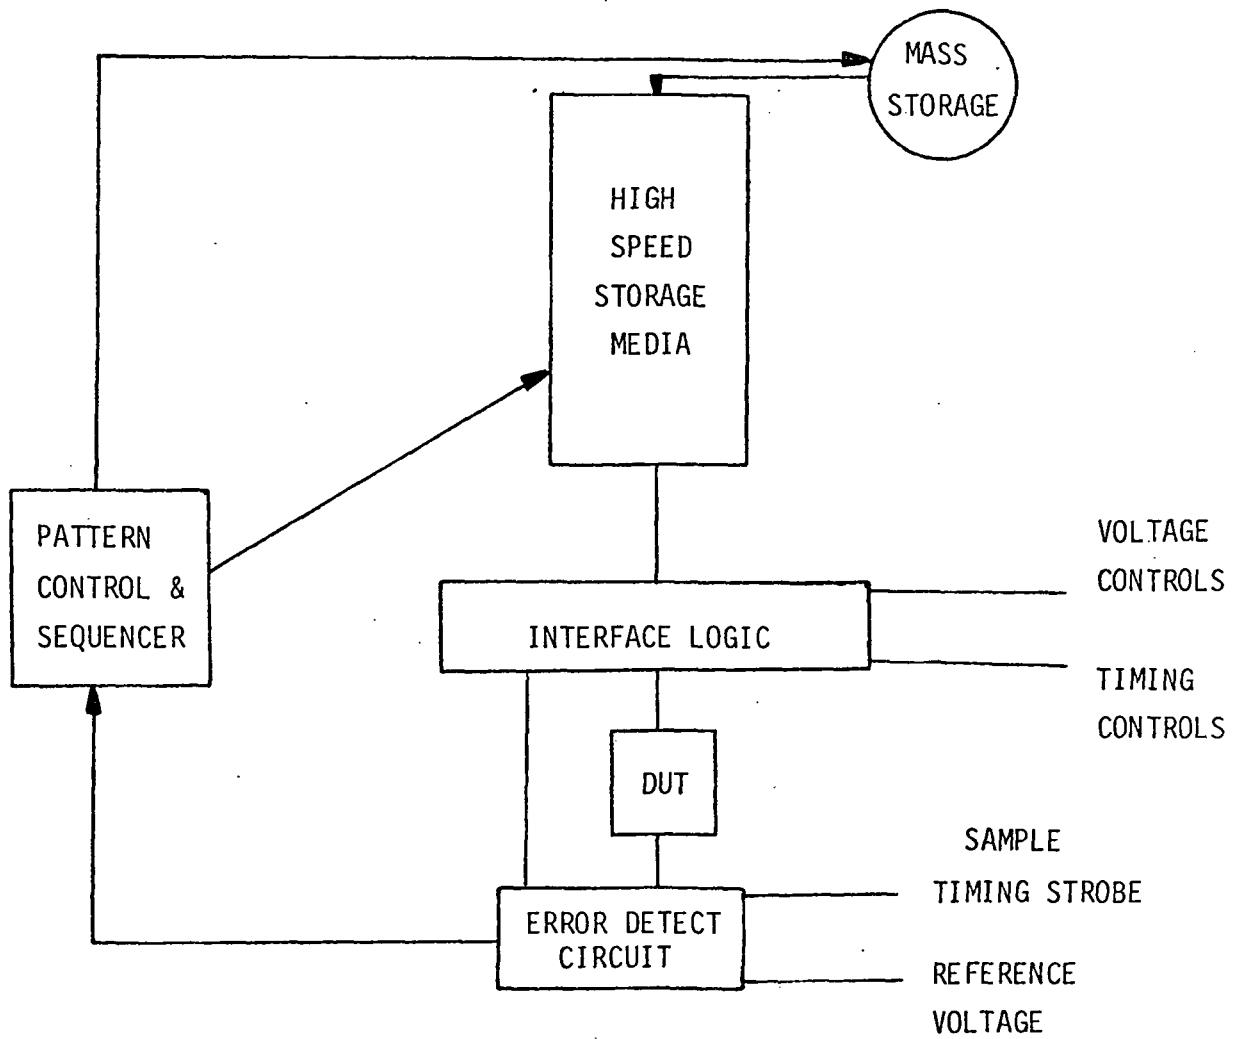 MASS
STORAGE
HIGH
SPEED
STORAGE
MEDIA
PATTERN
CONTROL &
SEQUENCER
VOLTAGE
CONTROLS
INTERFACE LOGIC
TIMING
CONTROLS
DUT
SAMPLE
TIMING STROBE
ERROR DETECT
CIRCUIT
REFERENCE
VOLTAGE